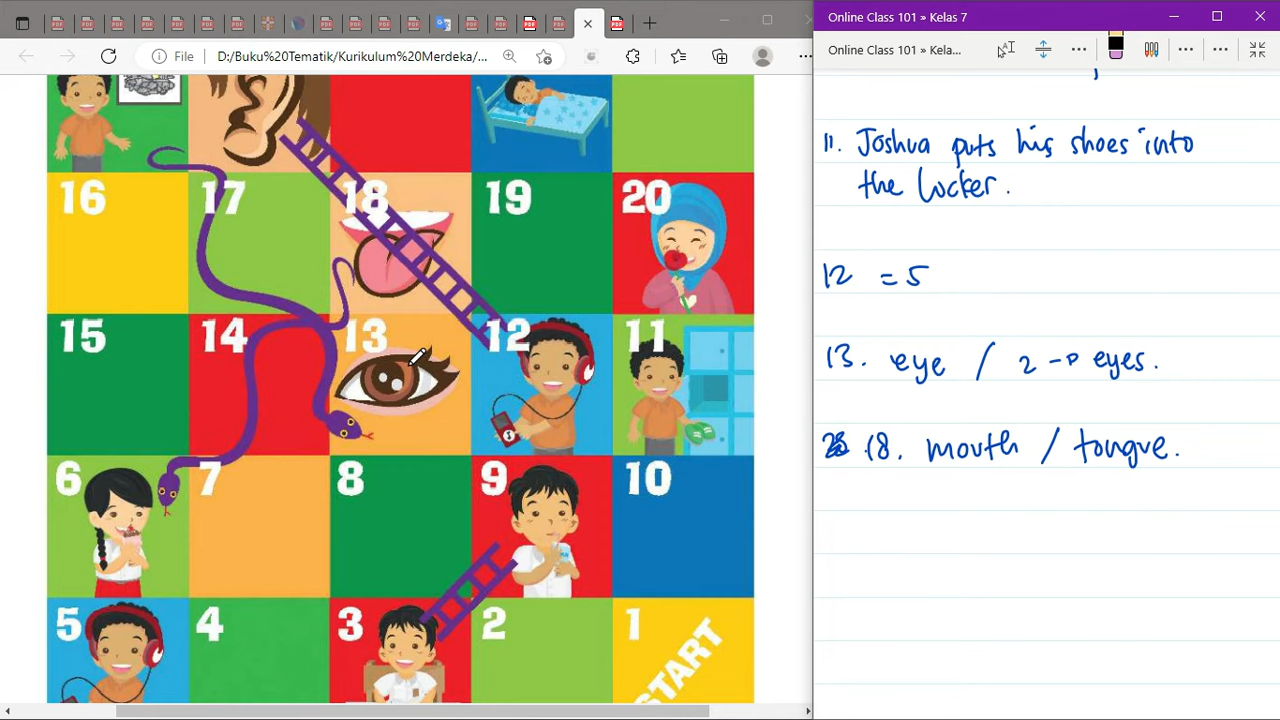 File
D:/Buku%20Tematik/Kurikulum%20Merdeka/...
Online Class 101 » Kelas 7
Online Class 101 » Kela...
16
17
18
19
20
15
14
13
12
11
6
7
8
9
10
5
4
3
2
1
START
11. Joshua puts his shoes into
the locker.
12 = 5
13. eye / 2 → eyes.
18. mouth / tongue.